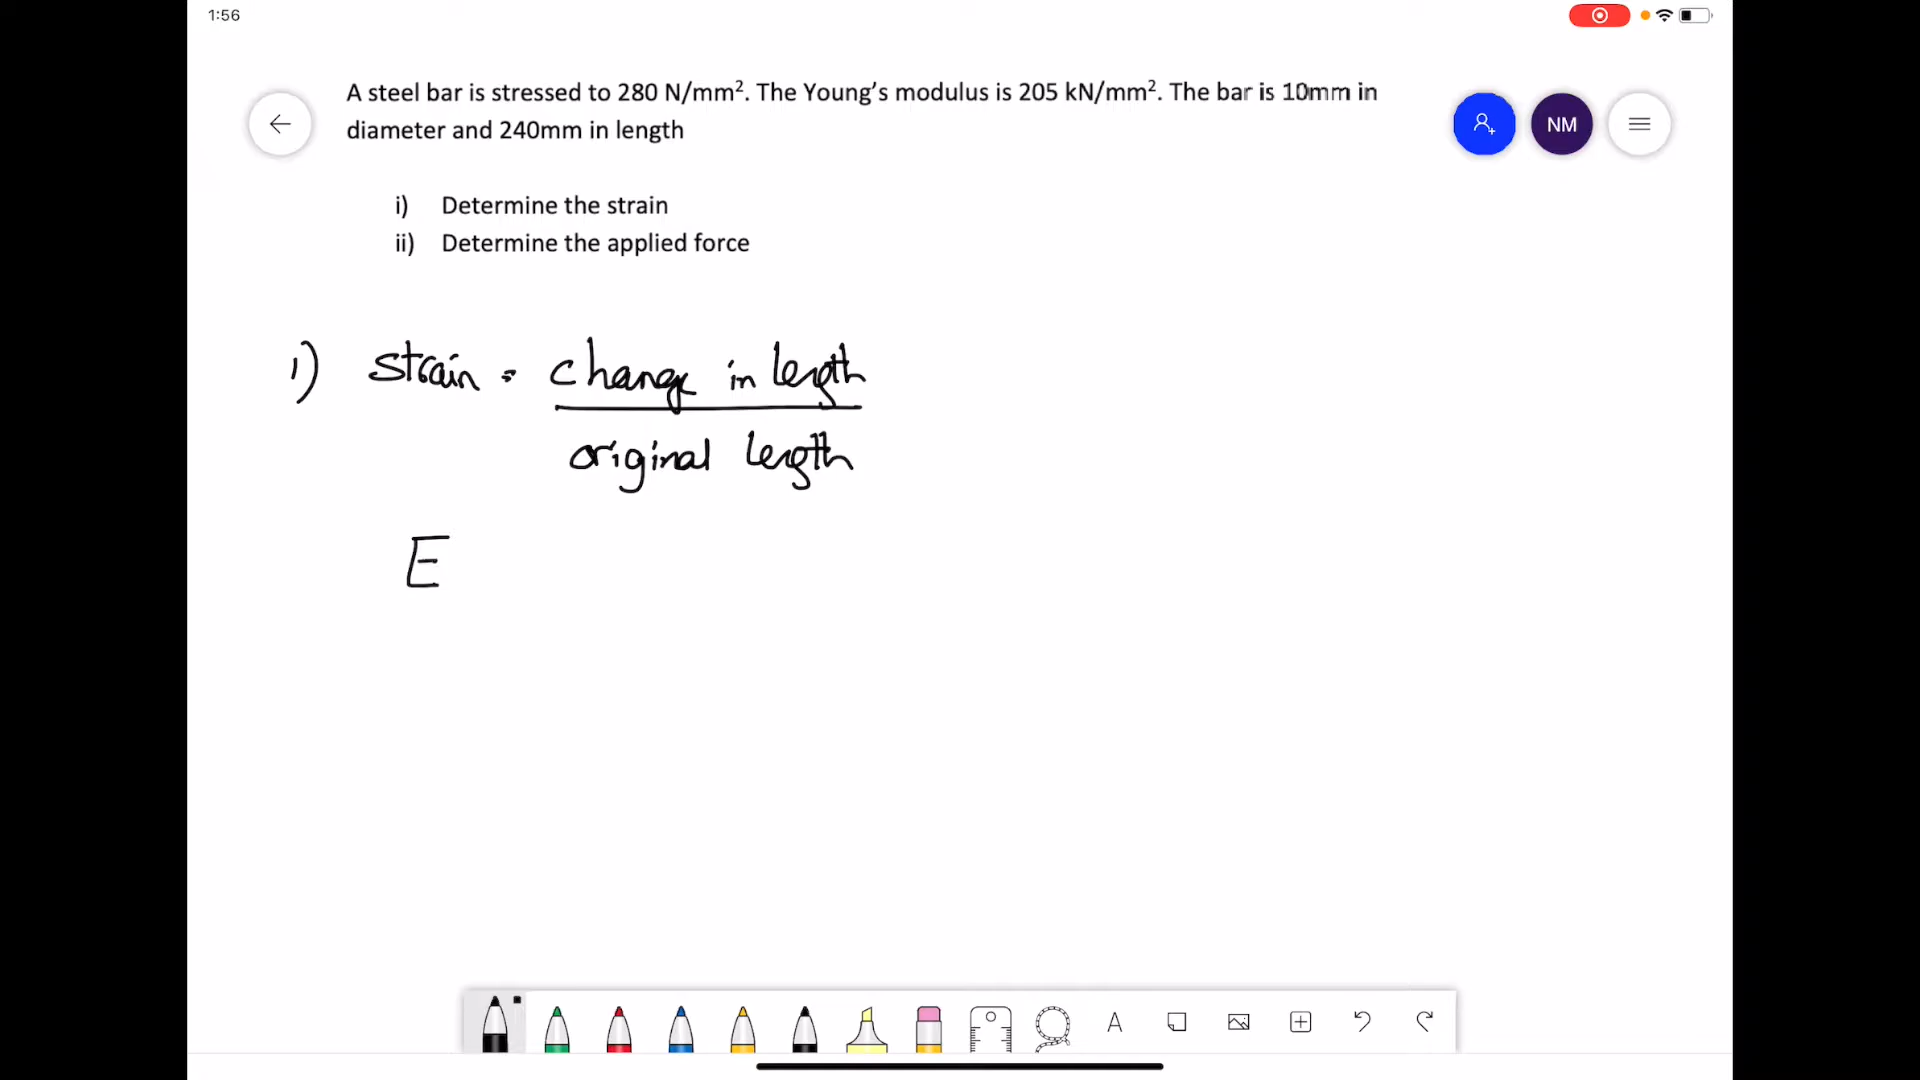 1:56
A steel bar is stressed to 280 N/mm². The Young's modulus is 205 kN/mm². The bar is 10mm in
diameter and 240mm in length
NM
i) Determine the strain
ii) Determine the applied force
1) strain = change in length
original length
E
A